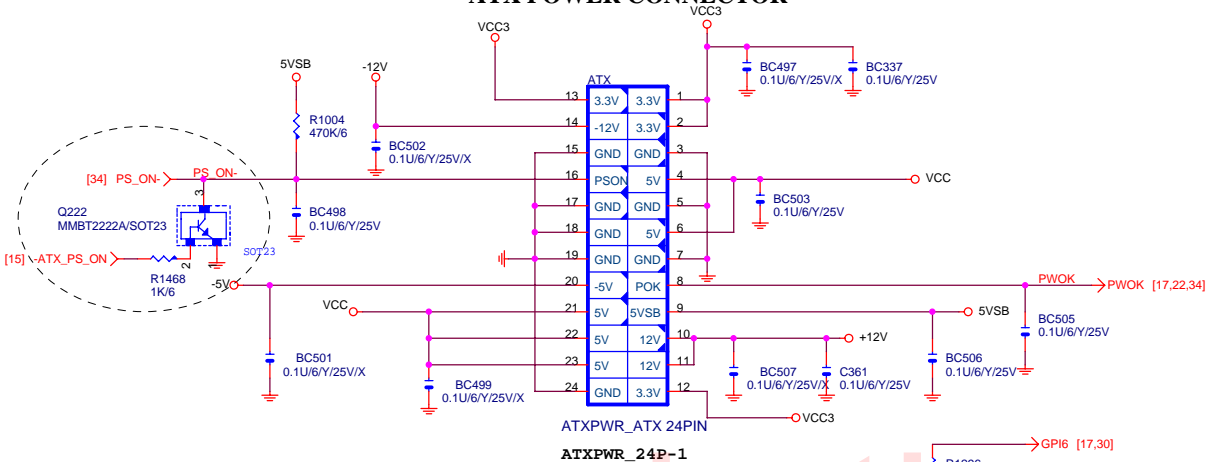 ATX POWER CONNECTOR
VCC3
VCC3
5VSB
-12V
BC497
0.1U/6/Y/25V/X
BC337
0.1U/6/Y/25V
R1004
470K/6
BC502
0.1U/6/Y/25V/X
ATX
13 3.3V 3.3V 1
14 -12V 3.3V 2
15 GND GND 3
16 PSON 5V 4
17 GND GND 5
18 GND 5V 6
19 GND GND 7
20 -5V POK 8
21 5V 5VSB 9
22 5V 12V 10
23 5V 12V 11
24 GND 3.3V 12
[34] PS_ON-
PS_ON-
VCC
3
Q222
MMBT2222A/SOT23
BC498
0.1U/6/Y/25V
BC503
0.1U/6/Y/25V
SOT23
[15] -ATX_PS_ON
2
1
R1468
1K/6
-5V
PWOK
PWOK [17,22,34]
VCC
5VSB
BC505
0.1U/6/Y/25V
+12V
BC501
0.1U/6/Y/25V/X
BC499
0.1U/6/Y/25V/X
BC507
0.1U/6/Y/25V/X
C361
0.1U/6/Y/25V
BC506
0.1U/6/Y/25V
VCC3
ATXPWR_ATX 24PIN
ATXPWR_24P-1
GPI6 [17,30]